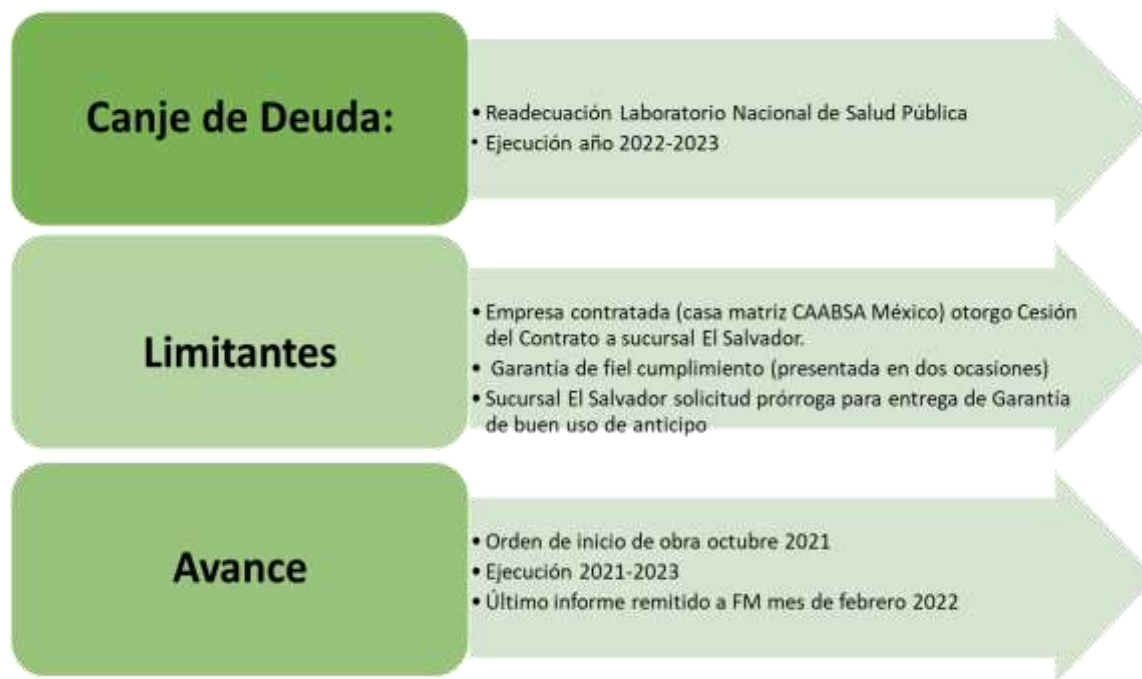 Canje de Deuda:
• Readecuación Laboratorio Nacional de Salud Pública
• Ejecución año 2022-2023
Limitantes
• Empresa contratada (casa matriz CAABSA México) otorgo Cesión
del Contrato a sucursal El Salvador.
• Garantía de fiel cumplimiento (presentada en dos ocasiones)
• Sucursal El Salvador solicitud prórroga para entrega de Garantía
de buen uso de anticipo
Avance
• Orden de inicio de obra octubre 2021
• Ejecución 2021-2023
• Último informe remitido a FM mes de febrero 2022